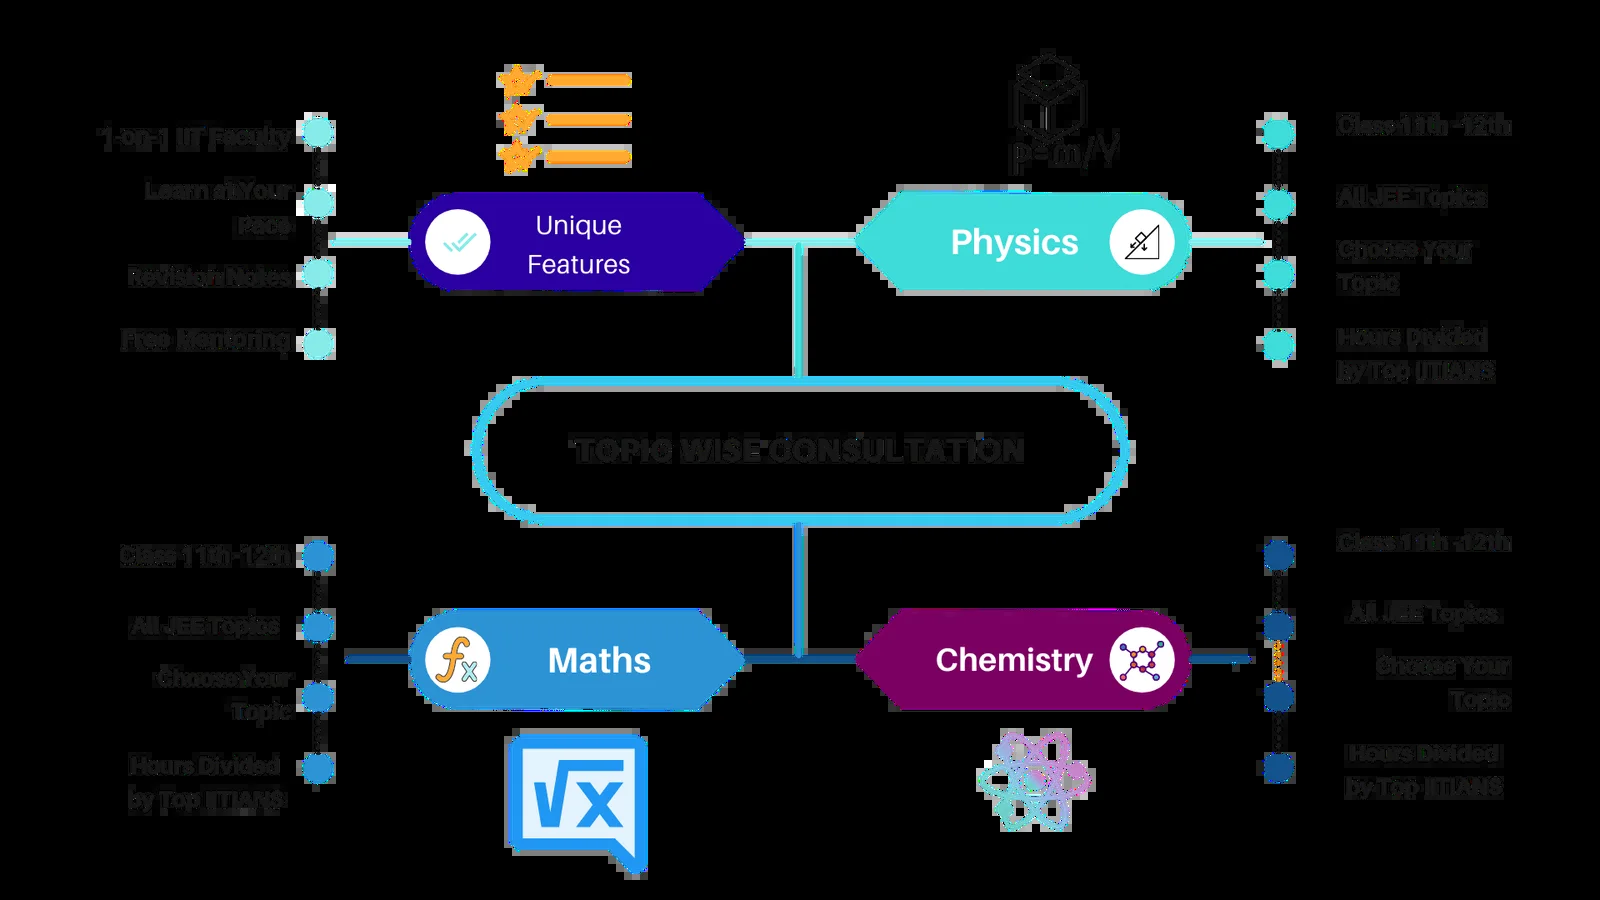 1-on-1 IIT Faculty
Learn at Your
Pace
Revision Notes
Free Mentoring
Unique
Features
ρ=m/V
Physics
Class 11th -12th
All JEE Topics
Choose Your
Topic
Hours Divided
by Top IITIANS
TOPIC WISE CONSULTATION
Class 11th -12th
All JEE Topics
Choose Your
Topic
Hours Divided
by Top IITIANS
fx
Maths
√x
Chemistry
Class 11th -12th
All JEE Topics
Choose Your
Topic
Hours Divided
by Top IITIANS